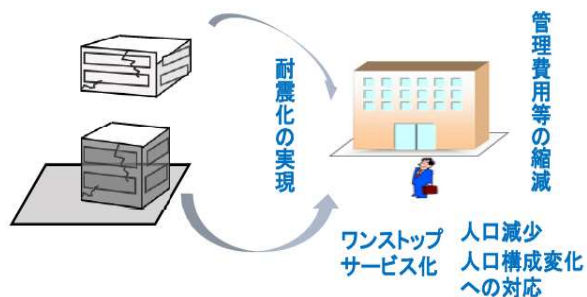 耐震化の実現
管理費用等の縮減
ワンストップ
サービス化
人口減少
人口構成変化
への対応